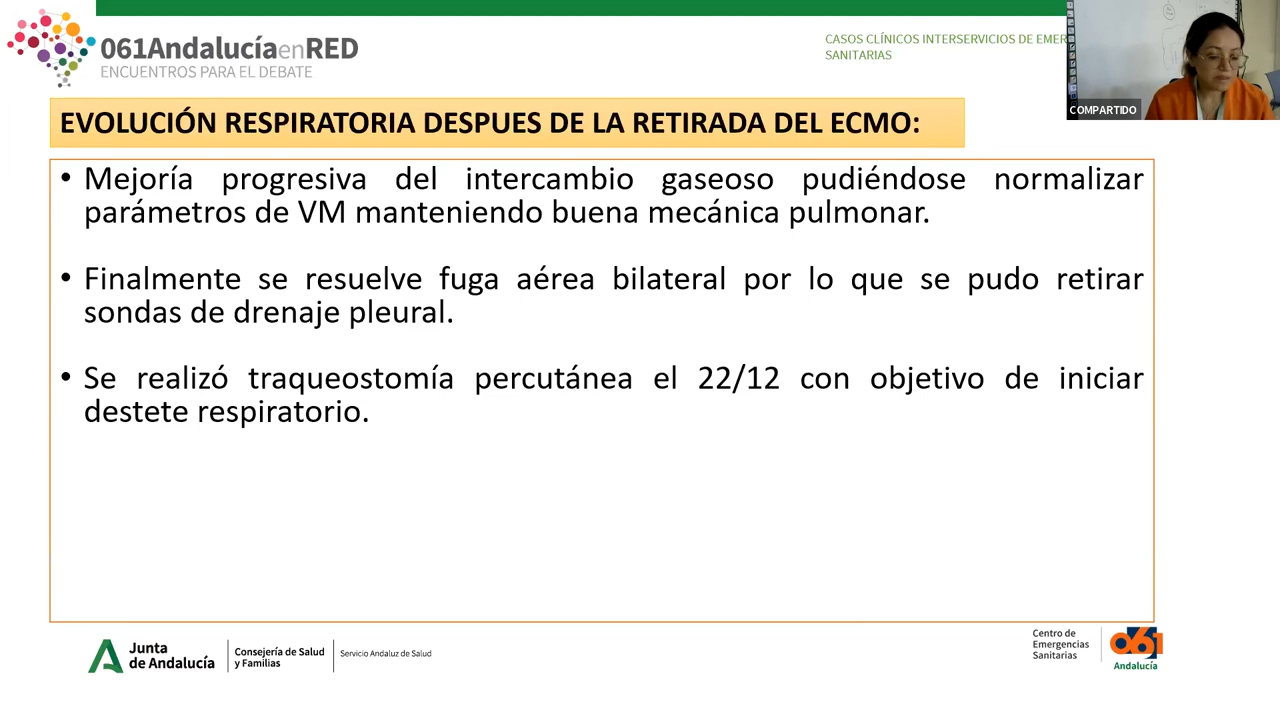 061AndalucíaenRED
ENCUENTROS PARA EL DEBATE
CASOS CLÍNICOS INTERSERVICIOS DE
SANITARIAS
COMPARTIDO
EVOLUCIÓN RESPIRATORIA DESPUES DE LA RETIRADA DEL ECMO:
• Mejoría progresiva del intercambio gaseoso pudiéndose normalizar
parámetros de VM manteniendo buena mecánica pulmonar.
• Finalmente se resuelve fuga aérea bilateral por lo que se pudo retirar
sondas de drenaje pleural.
• Se realizó traqueostomía percutánea el 22/12 con objetivo de iniciar
destete respiratorio.
Junta
de Andalucía
Consejería de Salud
y Familias
Servicio Andaluz de Salud
Centro de
Emergencias
Sanitarias
061
Andalucía